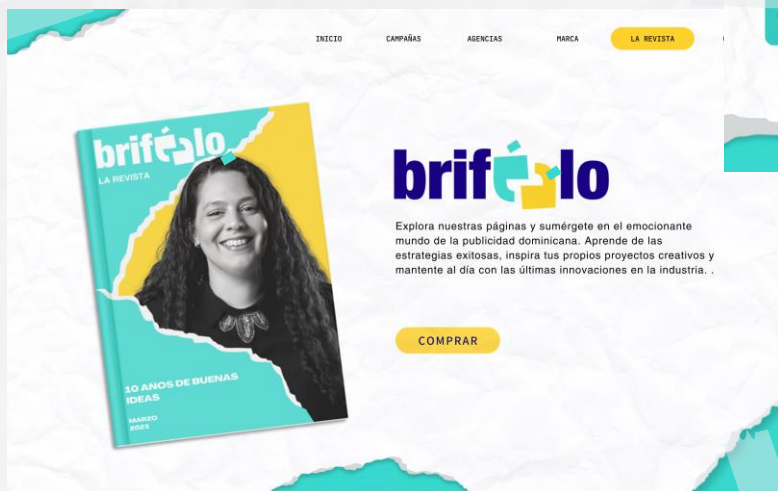 INICIO CAMPAÑAS AGENCIAS MARCA LA REVISTA
briféalo
LA REVISTA
10 AÑOS DE BUENAS
IDEAS
MARZO
2023
briféalo
Explora nuestras páginas y sumérgete en el emocionante
mundo de la publicidad dominicana. Aprende de las
estrategias exitosas, inspira tus propios proyectos creativos y
mantente al día con las últimas innovaciones en la industria. .
COMPRAR